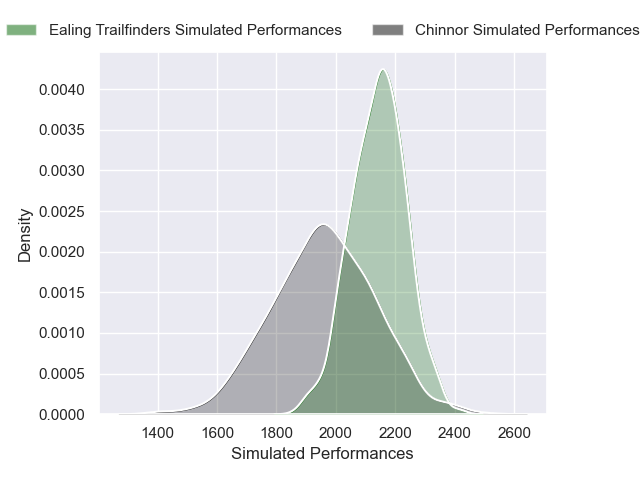 Ealing Trailfinders Simulated Performances Chinnor Simulated Performances
0.0040
0.0035
0.0030
0.0025
0.0020
0.0015
0.0010
0.0005
0.0000
Density
1400 1600 1800 2000 2200 2400 2600
Simulated Performances